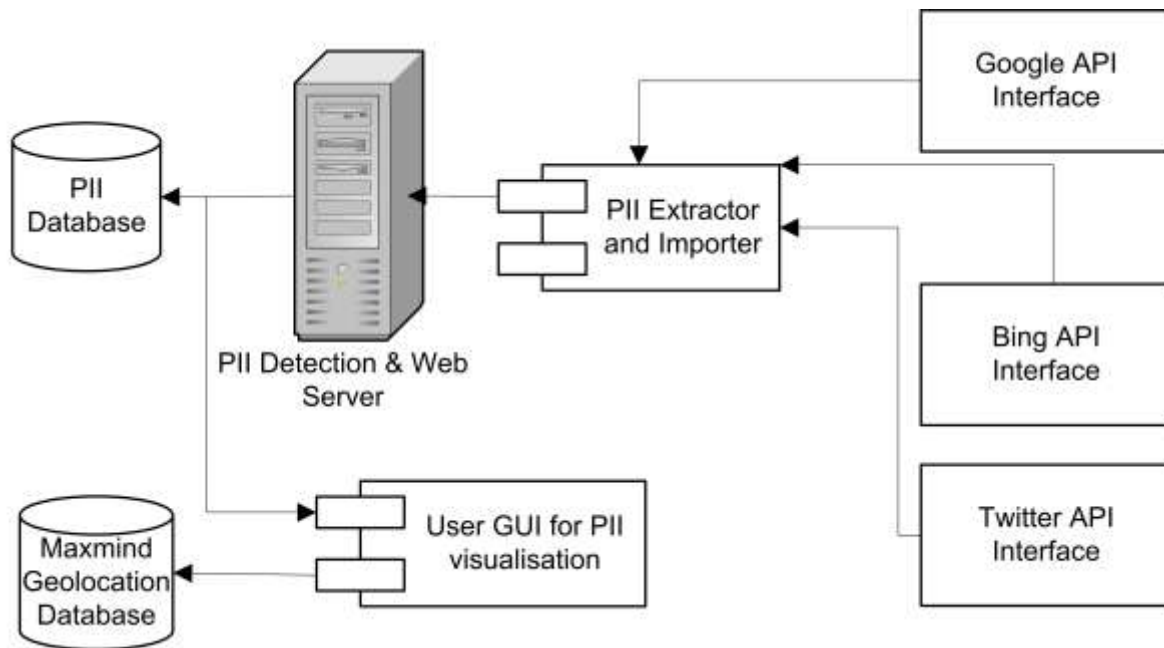 Google API
Interface
PII
Database
PII Extractor
and Importer
PII Detection & Web
Server
Bing API
Interface
User GUI for PII
visualisation
Twitter API
Interface
Maxmind
Geolocation
Database